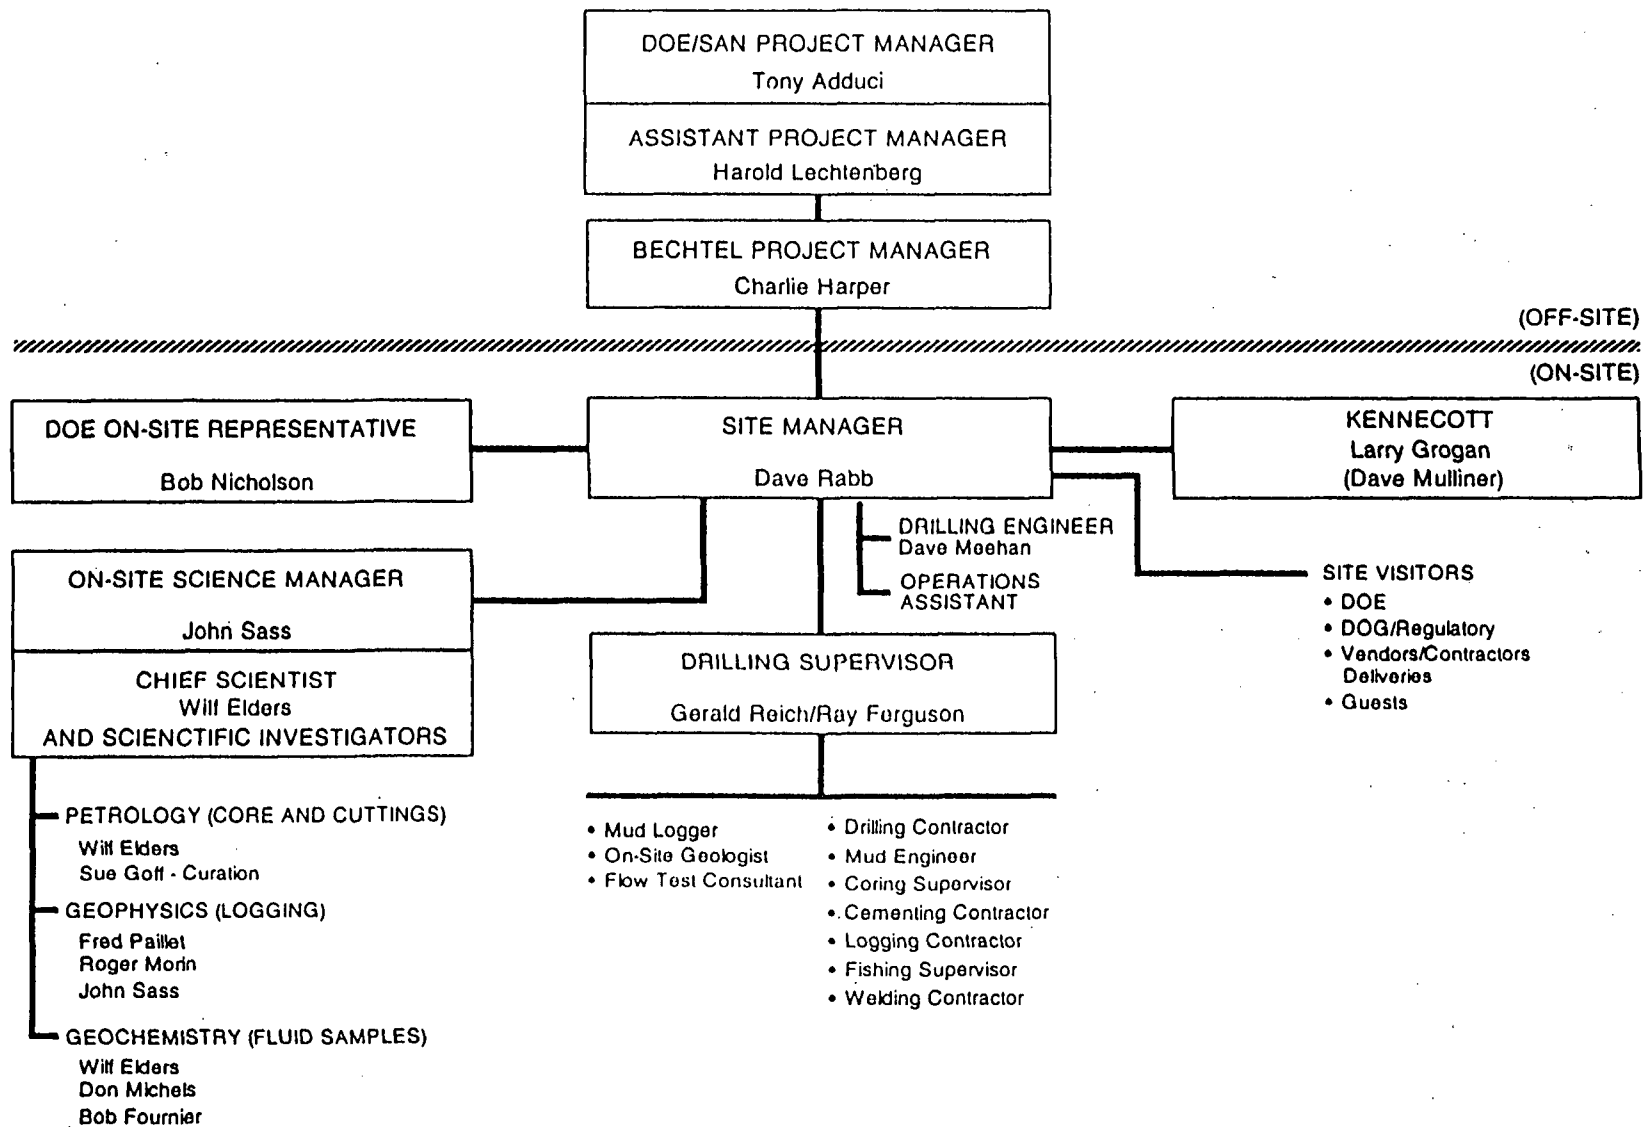 DOE/SAN PROJECT MANAGER
Tony Adduci
ASSISTANT PROJECT MANAGER
Harold Lechtenberg
BECHTEL PROJECT MANAGER
Charlie Harper
(OFF-SITE)
(ON-SITE)
DOE ON-SITE REPRESENTATIVE
Bob Nicholson
SITE MANAGER
Dave Rabb
KENNECOTT
Larry Grogan
(Dave Mulliner)
DRILLING ENGINEER
Dave Meehan
OPERATIONS
ASSISTANT
SITE VISITORS
• DOE
• DOG/Regulatory
• Vendors/Contractors
Deliveries
• Guests
ON-SITE SCIENCE MANAGER
John Sass
CHIEF SCIENTIST
Wilf Elders
AND SCIENCTIFIC INVESTIGATORS
PETROLOGY (CORE AND CUTTINGS)
Wilf Elders
Sue Goff - Curation
GEOPHYSICS (LOGGING)
Fred Paillet
Roger Morin
John Sass
GEOCHEMISTRY (FLUID SAMPLES)
Wilf Elders
Don Michels
Bob Fournier
DRILLING SUPERVISOR
Gerald Reich/Ray Ferguson
• Mud Logger
• On-Site Geologist
• Flow Test Consultant
• Drilling Contractor
• Mud Engineer
• Coring Supervisor
• Cementing Contractor
• Logging Contractor
• Fishing Supervisor
• Welding Contractor